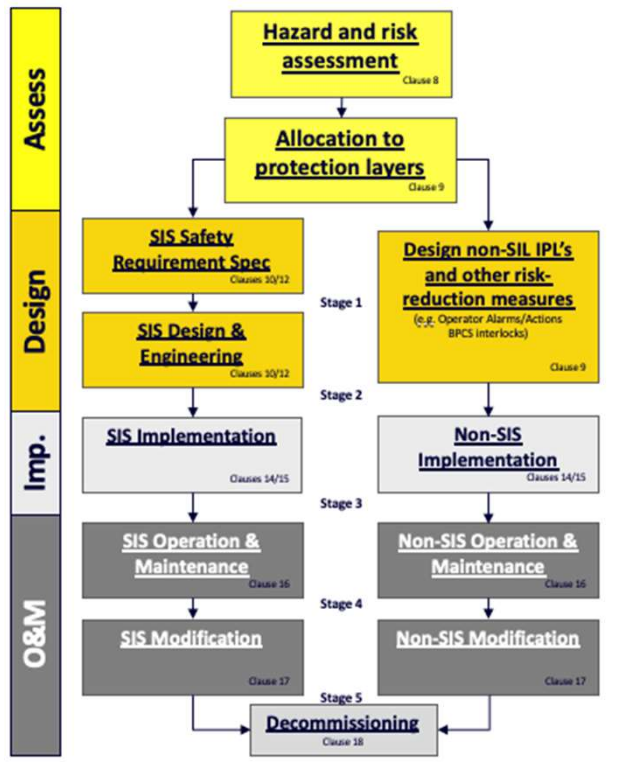 Assess
Hazard and risk
assessment
Clause 8
Allocation to
protection layers
Clause 9
Design
SIS Safety
Requirement Spec
Clauses 10/12
Design non-SIL IPL's
and other risk-
reduction measures
(e.g. Operator Alarms/Actions
BPCS interlocks)
Clause 9
Stage 1
SIS Design &
Engineering
Clauses 10/12
Stage 2
Imp.
SIS Implementation
Clauses 14/15
Non-SIS
Implementation
Clauses 14/15
Stage 3
O&M
SIS Operation &
Maintenance
Clause 16
Non-SIS Operation &
Maintenance
Clause 16
Stage 4
SIS Modification
Clause 17
Non-SIS Modification
Clause 17
Stage 5
Decommissioning
Clause 18